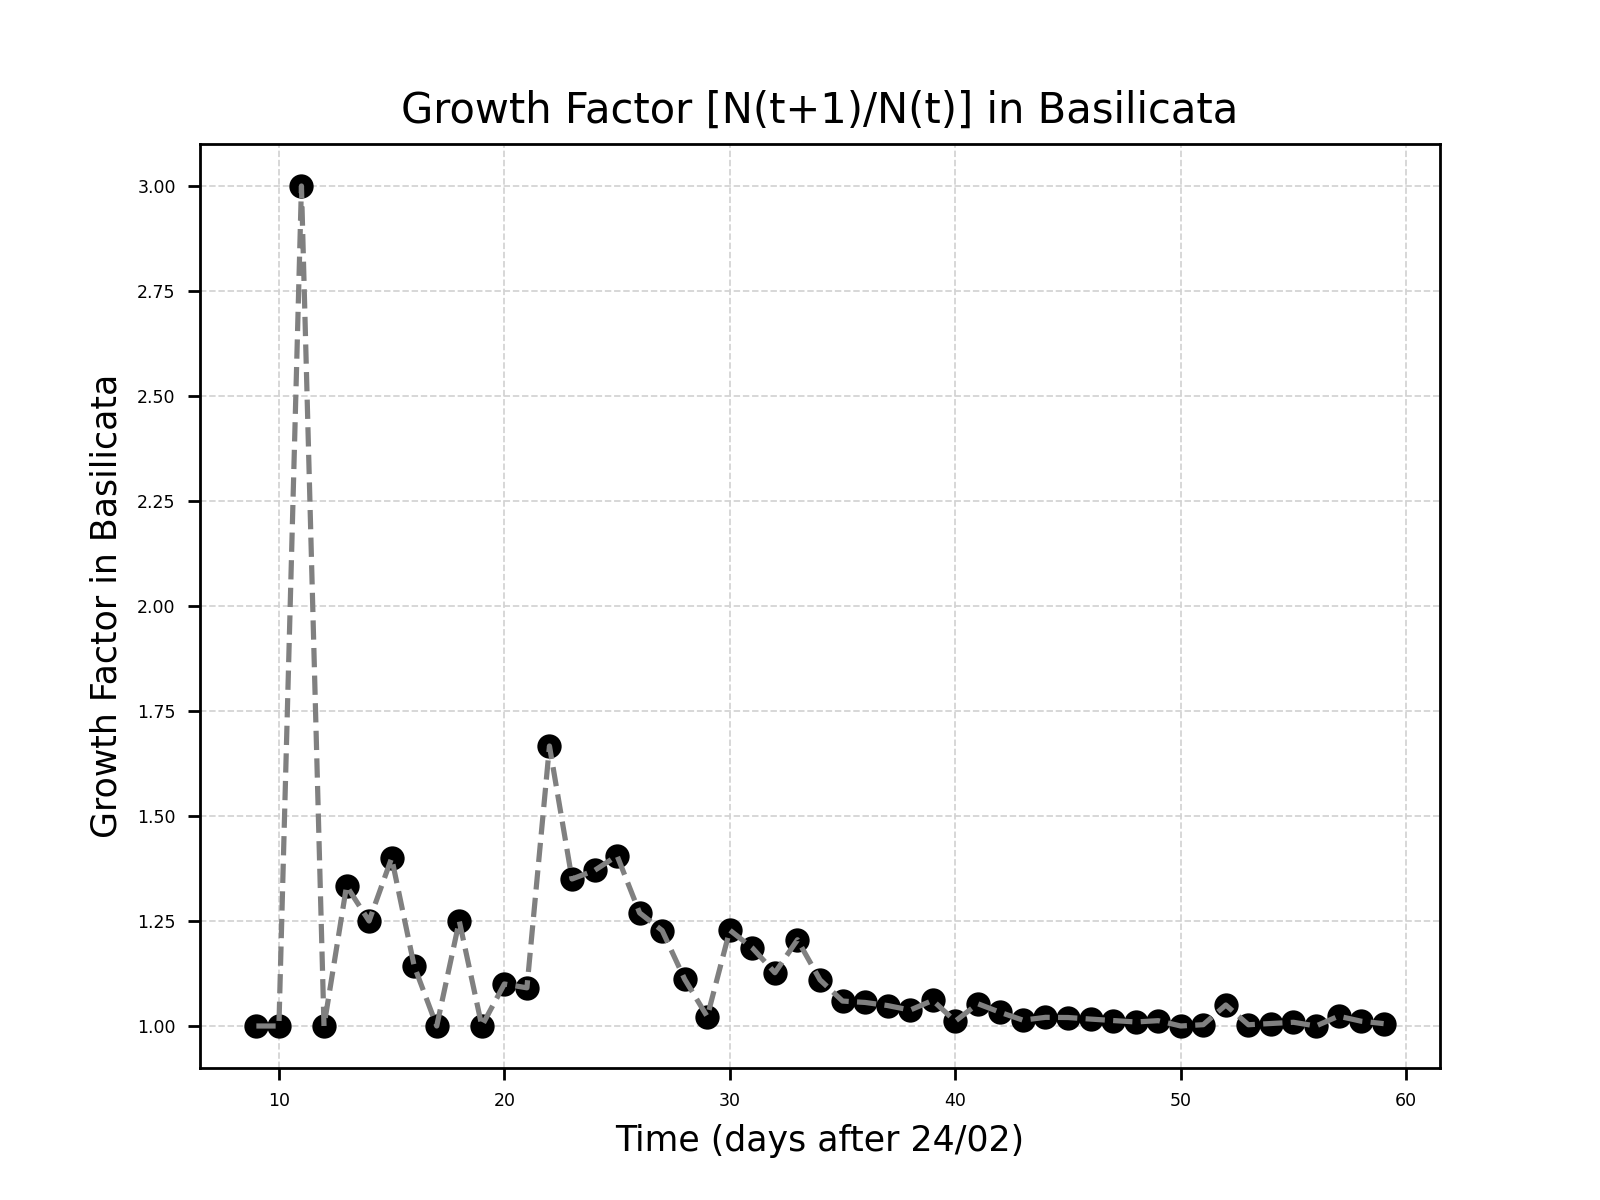 Growth Factor [N(t+1)/N(t)] in Basilicata
Growth Factor in Basilicata
3.00
2.75
2.50
2.25
2.00
1.75
1.50
1.25
1.00
10 20 30 40 50 60
Time (days after 24/02)